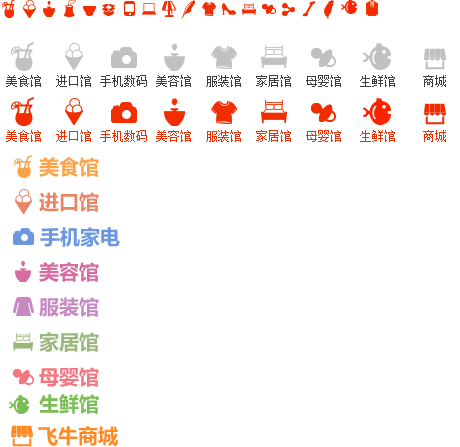 美食馆 进口馆 手机数码 美容馆 服装馆 家居馆 母婴馆 生鲜馆 商城
美食馆 进口馆 手机数码 美容馆 服装馆 家居馆 母婴馆 生鲜馆 商城
美食馆
进口馆
手机家电
美容馆
服装馆
家居馆
母婴馆
生鲜馆
飞牛商城